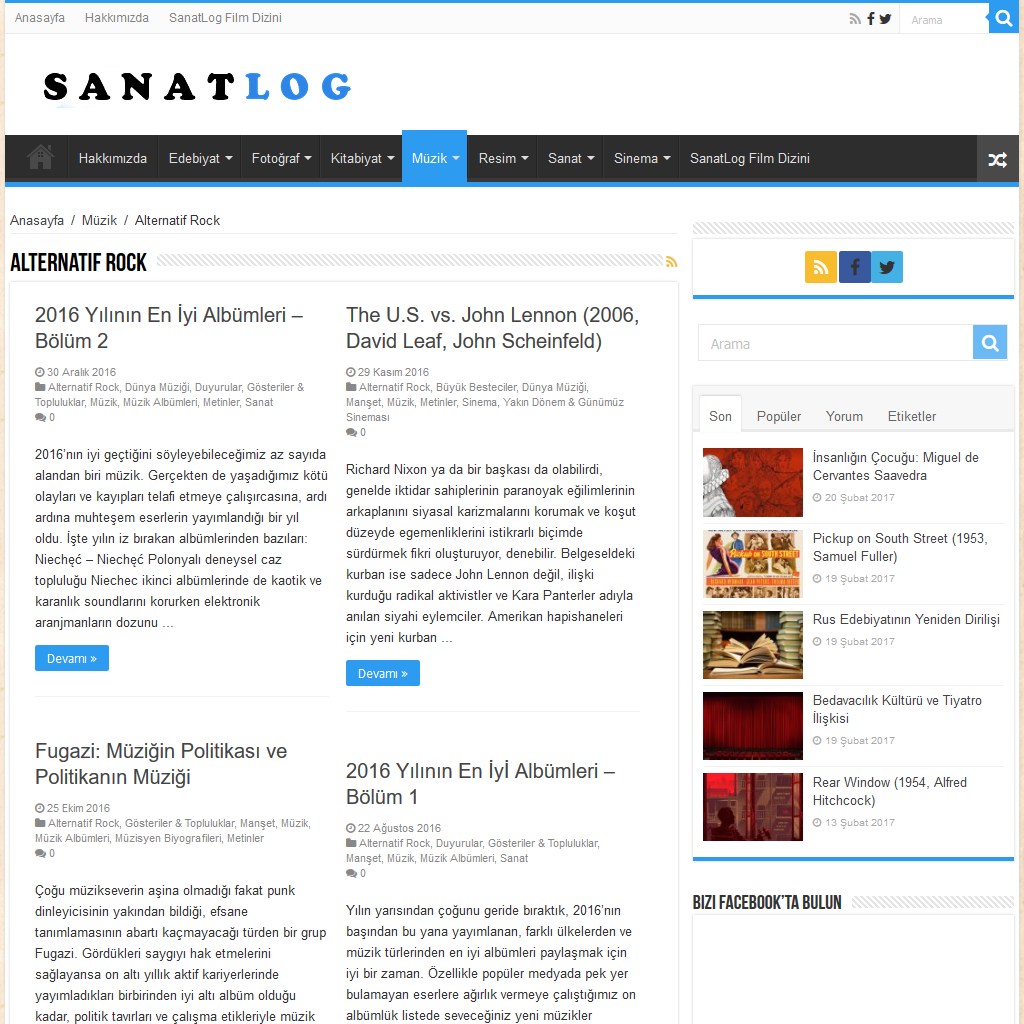 Anasayfa Hakkımızda SanatLog Film Dizini
Arama
SANATLOG
Hakkımızda Edebiyat Fotoğraf Kitabiyat Müzik Resim Sanat Sinema SanatLog Film Dizini
Anasayfa / Müzik / Alternatif Rock
ALTERNATIF ROCK
2016 Yılının En İyi Albümleri –
Bölüm 2
30 Aralık 2016
Alternatif Rock, Dünya Müziği, Duyurular, Gösteriler &
Topluluklar, Müzik, Müzik Albümleri, Metinler, Sanat
0
2016’nın iyi geçtiğini söyleyebileceğimiz az sayıda
alandan biri müzik. Gerçekten de yaşadığımız kötü
olayları ve kayıpları telafi etmeye çalışırcasına, ardı
ardına muhteşem eserlerin yayımlandığı bir yıl
oldu. İşte yılın iz bırakan albümlerinden bazıları:
Niechęć – Niechęć Polonyalı deneysel caz
topluluğu Niechec ikinci albümlerinde de kaotik ve
karanlık soundlarını korurken elektronik
aranjmanların dozunu …
Devamı »
The U.S. vs. John Lennon (2006,
David Leaf, John Scheinfeld)
29 Kasım 2016
Alternatif Rock, Büyük Besteciler, Dünya Müziği,
Manşet, Müzik, Metinler, Sinema, Yakın Dönem & Günümüz
Sineması
0
Richard Nixon ya da bir başkası da olabilirdi,
genelde iktidar sahiplerinin paranoyak eğilimlerinin
arkaplanını siyasal karizmalarını korumak ve koşut
düzeyde egemenliklerini istikrarlı biçimde
sürdürmek fikri oluşturuyor, denebilir. Belgeseldeki
kurban ise sadece John Lennon değil, ilişki
kurduğu radikal aktivistler ve Kara Panterler adıyla
anılan siyahi eylemciler. Amerikan hapishaneleri
için yeni kurban …
Devamı »
Fugazi: Müziğin Politikası ve
Politikanın Müziği
25 Ekim 2016
Alternatif Rock, Gösteriler & Topluluklar, Manşet, Müzik,
Müzik Albümleri, Müzisyen Biyografileri, Metinler
0
Çoğu müzikseverin aşina olmadığı fakat punk
dinleyicisinin yakından bildiği, efsane
tanımlamasının abartı kaçmayacağı türden bir grup
Fugazi. Gördükleri saygıyı hak etmelerini
sağlayansa on altı yıllık aktif kariyerlerinde
yayımladıkları birbirinden iyi altı albüm olduğu
kadar, politik tavırları ve çalışma etikleriyle müzik
2016 Yılının En İyİ Albümleri –
Bölüm 1
22 Ağustos 2016
Alternatif Rock, Duyurular, Gösteriler & Topluluklar,
Manşet, Müzik, Müzik Albümleri, Sanat
0
Yılın yarısından çoğunu geride bıraktık, 2016’nın
başından bu yana yayımlanan, farklı ülkelerden ve
müzik türlerinden en iyi albümleri paylaşmak için
iyi bir zaman. Özellikle popüler medyada pek yer
bulamayan eserlere ağırlık vermeye çalıştığımız on
albümlük listede seveceğiniz yeni müzikler
Arama
Son Popüler Yorum Etiketler
İnsanlığın Çocuğu: Miguel de
Cervantes Saavedra
20 Şubat 2017
Pickup on South Street (1953,
Samuel Fuller)
19 Şubat 2017
Rus Edebiyatının Yeniden Dirilişi
19 Şubat 2017
Bedavacılık Kültürü ve Tiyatro
İlişkisi
19 Şubat 2017
Rear Window (1954, Alfred
Hitchcock)
13 Şubat 2017
BIZI FACEBOOK’TA BULUN